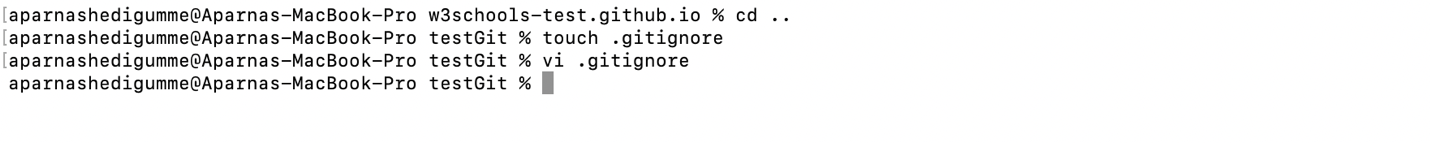 [aparnashedigumme@Aparnas-MacBook-Pro w3schools-test.github.io % cd ..
[aparnashedigumme@Aparnas-MacBook-Pro testGit % touch .gitignore
[aparnashedigumme@Aparnas-MacBook-Pro testGit % vi .gitignore
aparnashedigumme@Aparnas-MacBook-Pro testGit %